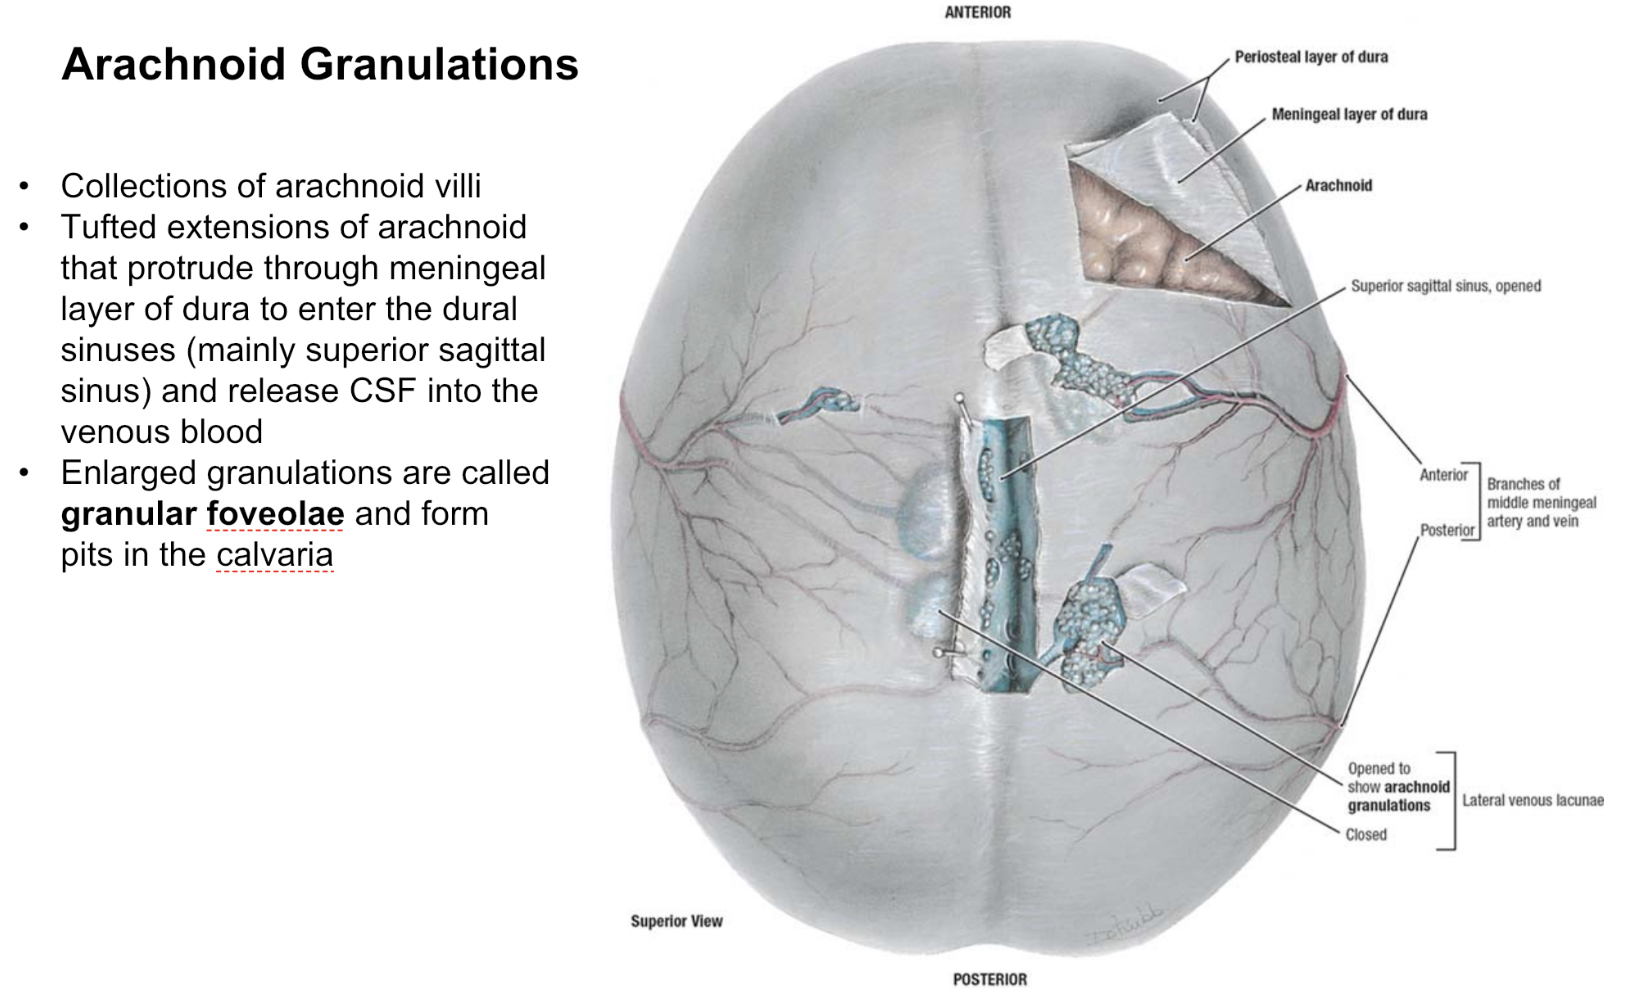 Arachnoid Granulations
• Collections of arachnoid villi
• Tufted extensions of arachnoid
that protrude through meningeal
layer of dura to enter the dural
sinuses (mainly superior sagittal
sinus) and release CSF into the
venous blood
• Enlarged granulations are called
granular foveolae and form
pits in the calvaria
ANTERIOR
Periosteal layer of dura
Meningeal layer of dura
Arachnoid
Superior sagittal sinus, opened
Anterior
Posterior
Branches of
middle meningeal
artery and vein
Opened to
show arachnoid
granulations
Closed
Lateral venous lacunae
Superior View
POSTERIOR